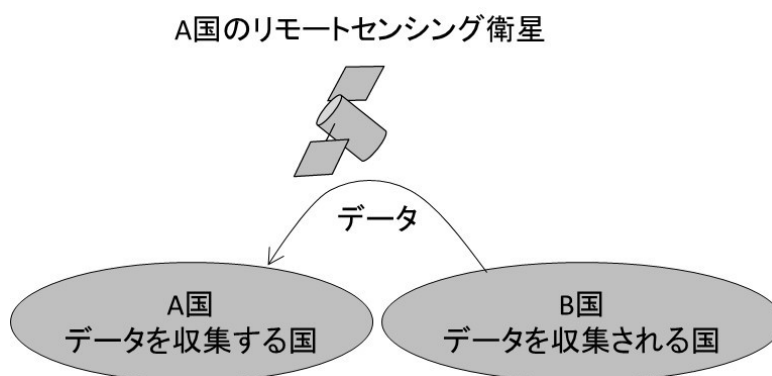 A国のリモートセンシング衛星
データ
A国
データを収集する国
B国
データを収集される国